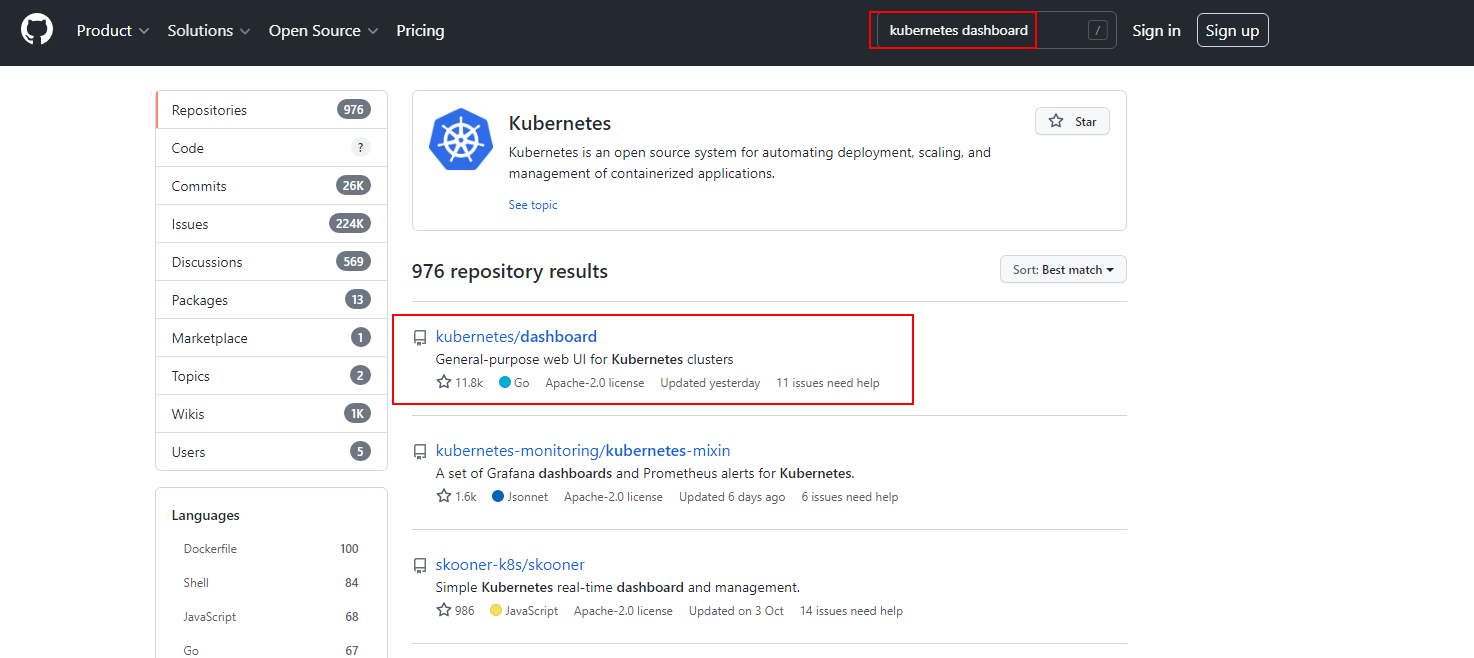 Product Solutions Open Source Pricing kubernetes dashboard / Sign in Sign up
Repositories 976
Code ?
Commits 26K
Issues 224K
Discussions 569
Packages 13
Marketplace 1
Topics 2
Wikis 1K
Users 5
Languages
Dockerfile 100
Shell 84
JavaScript 68
Go 67
Kubernetes
Star
Kubernetes is an open source system for automating deployment, scaling, and
management of containerized applications.
See topic
976 repository results
Sort: Best match
kubernetes/dashboard
General-purpose web UI for Kubernetes clusters
11.8k Go Apache-2.0 license Updated yesterday 11 issues need help
kubernetes-monitoring/kubernetes-mixin
A set of Grafana dashboards and Prometheus alerts for Kubernetes.
1.6k Jsonnet Apache-2.0 license Updated 6 days ago 6 issues need help
skooner-k8s/skooner
Simple Kubernetes real-time dashboard and management.
986 JavaScript Apache-2.0 license Updated on 3 Oct 14 issues need help